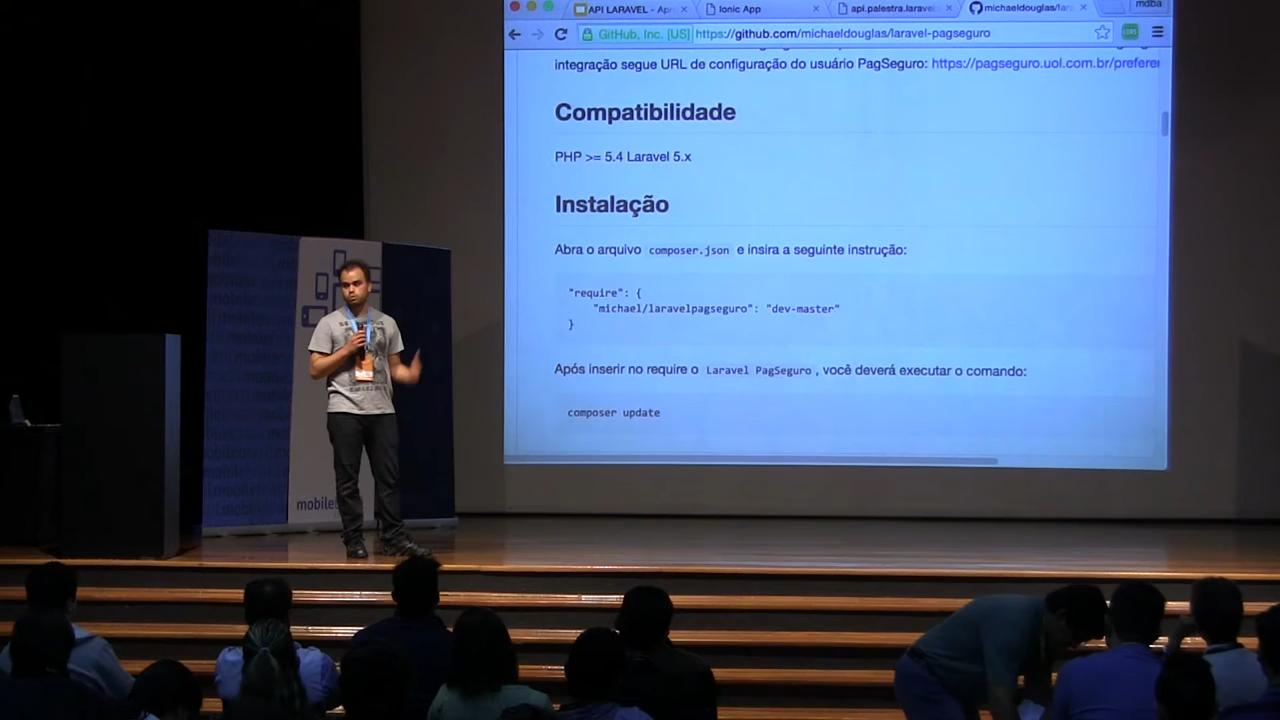 API LARAVEL - Apr
Ionic App
api.palestra.laravel
michaeldouglas/lara
mdba
GitHub, Inc. [US] https://github.com/michaeldouglas/laravel-pagseguro
integração segue URL de configuração do usuário PagSeguro: https://pagseguro.uol.com.br/preferen
Compatibilidade
PHP >= 5.4 Laravel 5.x
Instalação
Abra o arquivo composer.json e insira a seguinte instrução:
"require": {
"michael/laravelpagseguro": "dev-master"
}
Após inserir no require o Laravel PagSeguro, você deverá executar o comando:
composer update
mobile